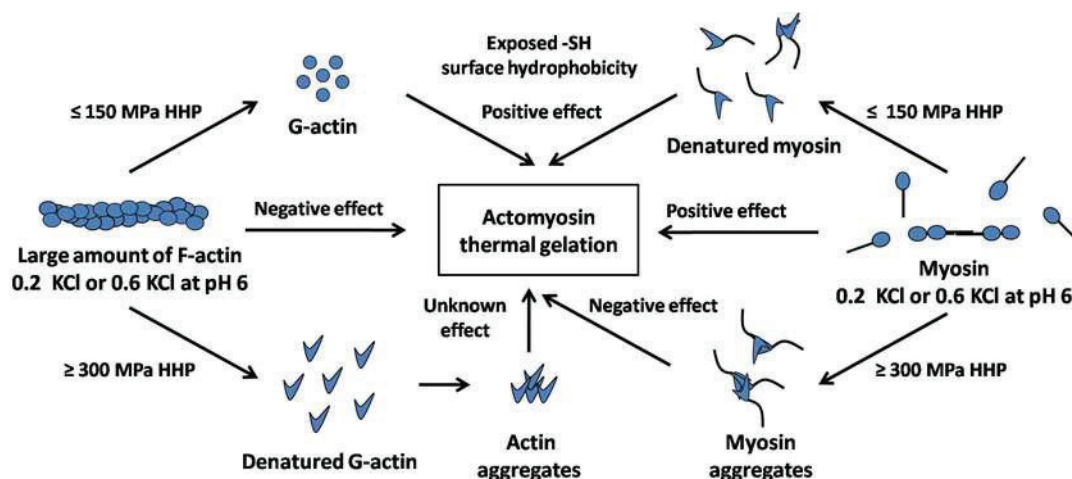 Exposed -SH
surface hydrophobicity
≤ 150 MPa HHP
G-actin
Positive effect
Denatured myosin
≤ 150 MPa HHP
Negative effect
Actomyosin
thermal gelation
Positive effect
Large amount of F-actin
0.2 KCl or 0.6 KCl at pH 6
Myosin
0.2 KCl or 0.6 KCl at pH 6
Unknown
effect
Negative effect
≥ 300 MPa HHP
≥ 300 MPa HHP
Denatured G-actin
Actin
aggregates
Myosin
aggregates